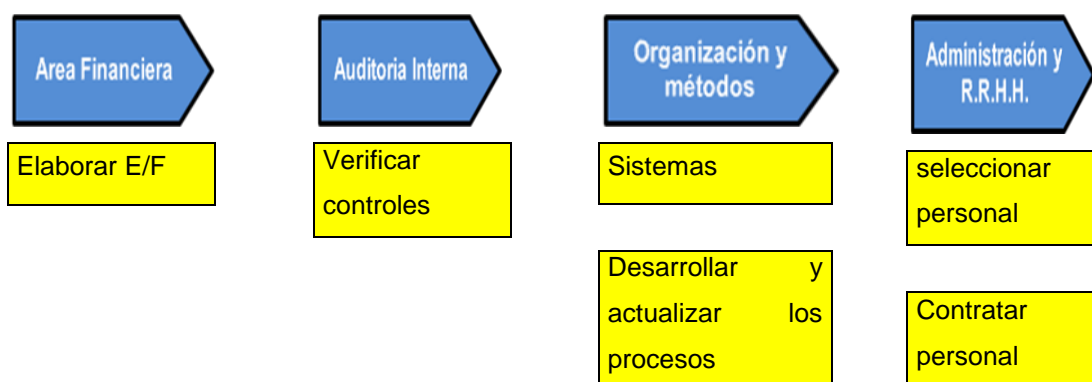 Area Financiera
Auditoria Interna
Organización y
métodos
Administración y
R.R.H.H.
Elaborar E/F
Verificar
controles
Sistemas
seleccionar
personal
Desarrollar y
actualizar los
procesos
Contratar
personal